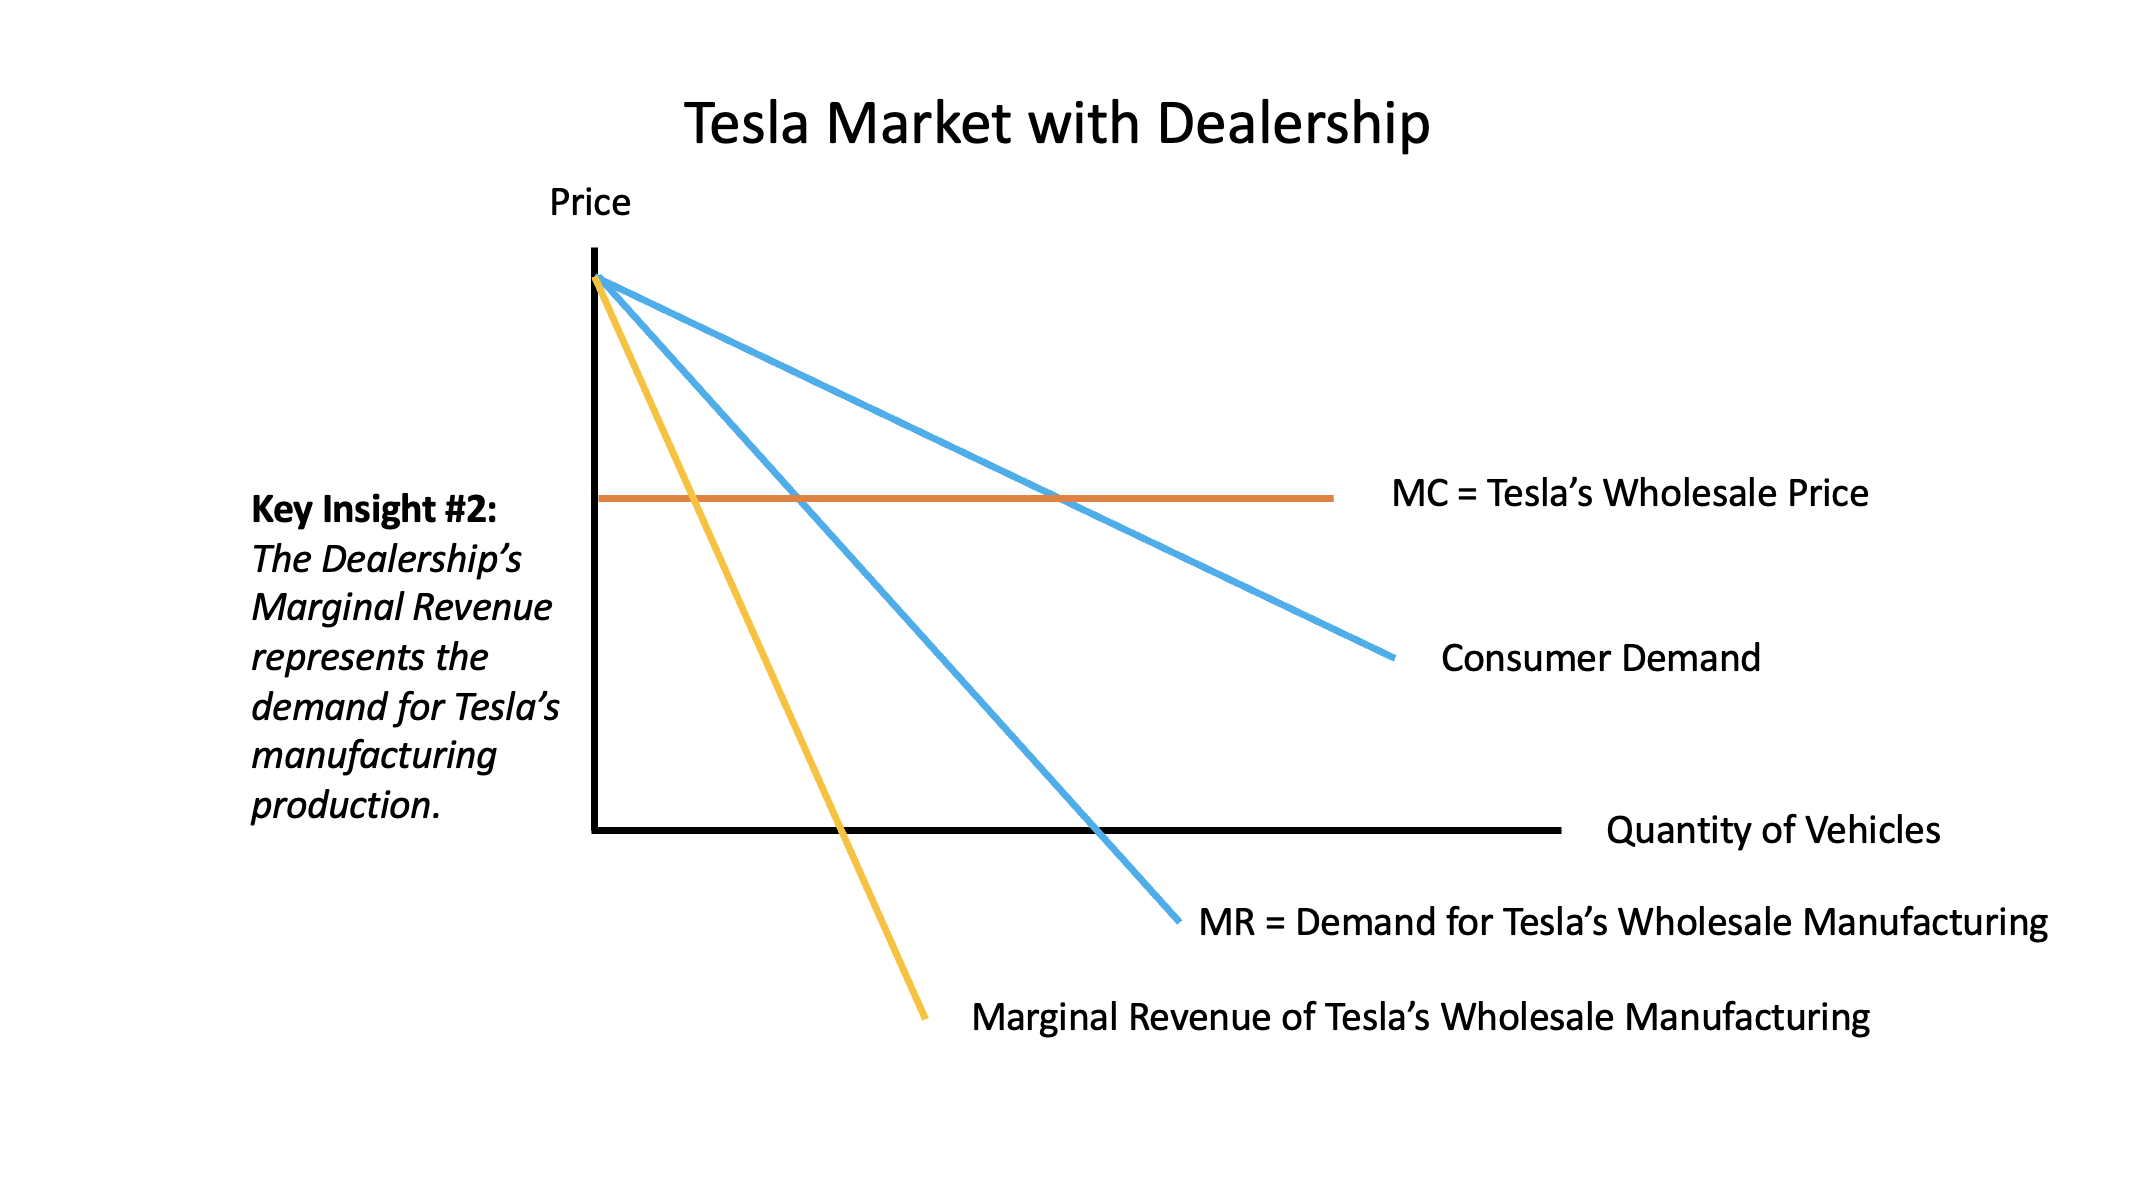 Tesla Market with Dealership
Price
MC = Tesla’s Wholesale Price
Key Insight #2:
The Dealership’s
Marginal Revenue
represents the
demand for Tesla’s
manufacturing
production.
Consumer Demand
Quantity of Vehicles
MR = Demand for Tesla’s Wholesale Manufacturing
Marginal Revenue of Tesla’s Wholesale Manufacturing